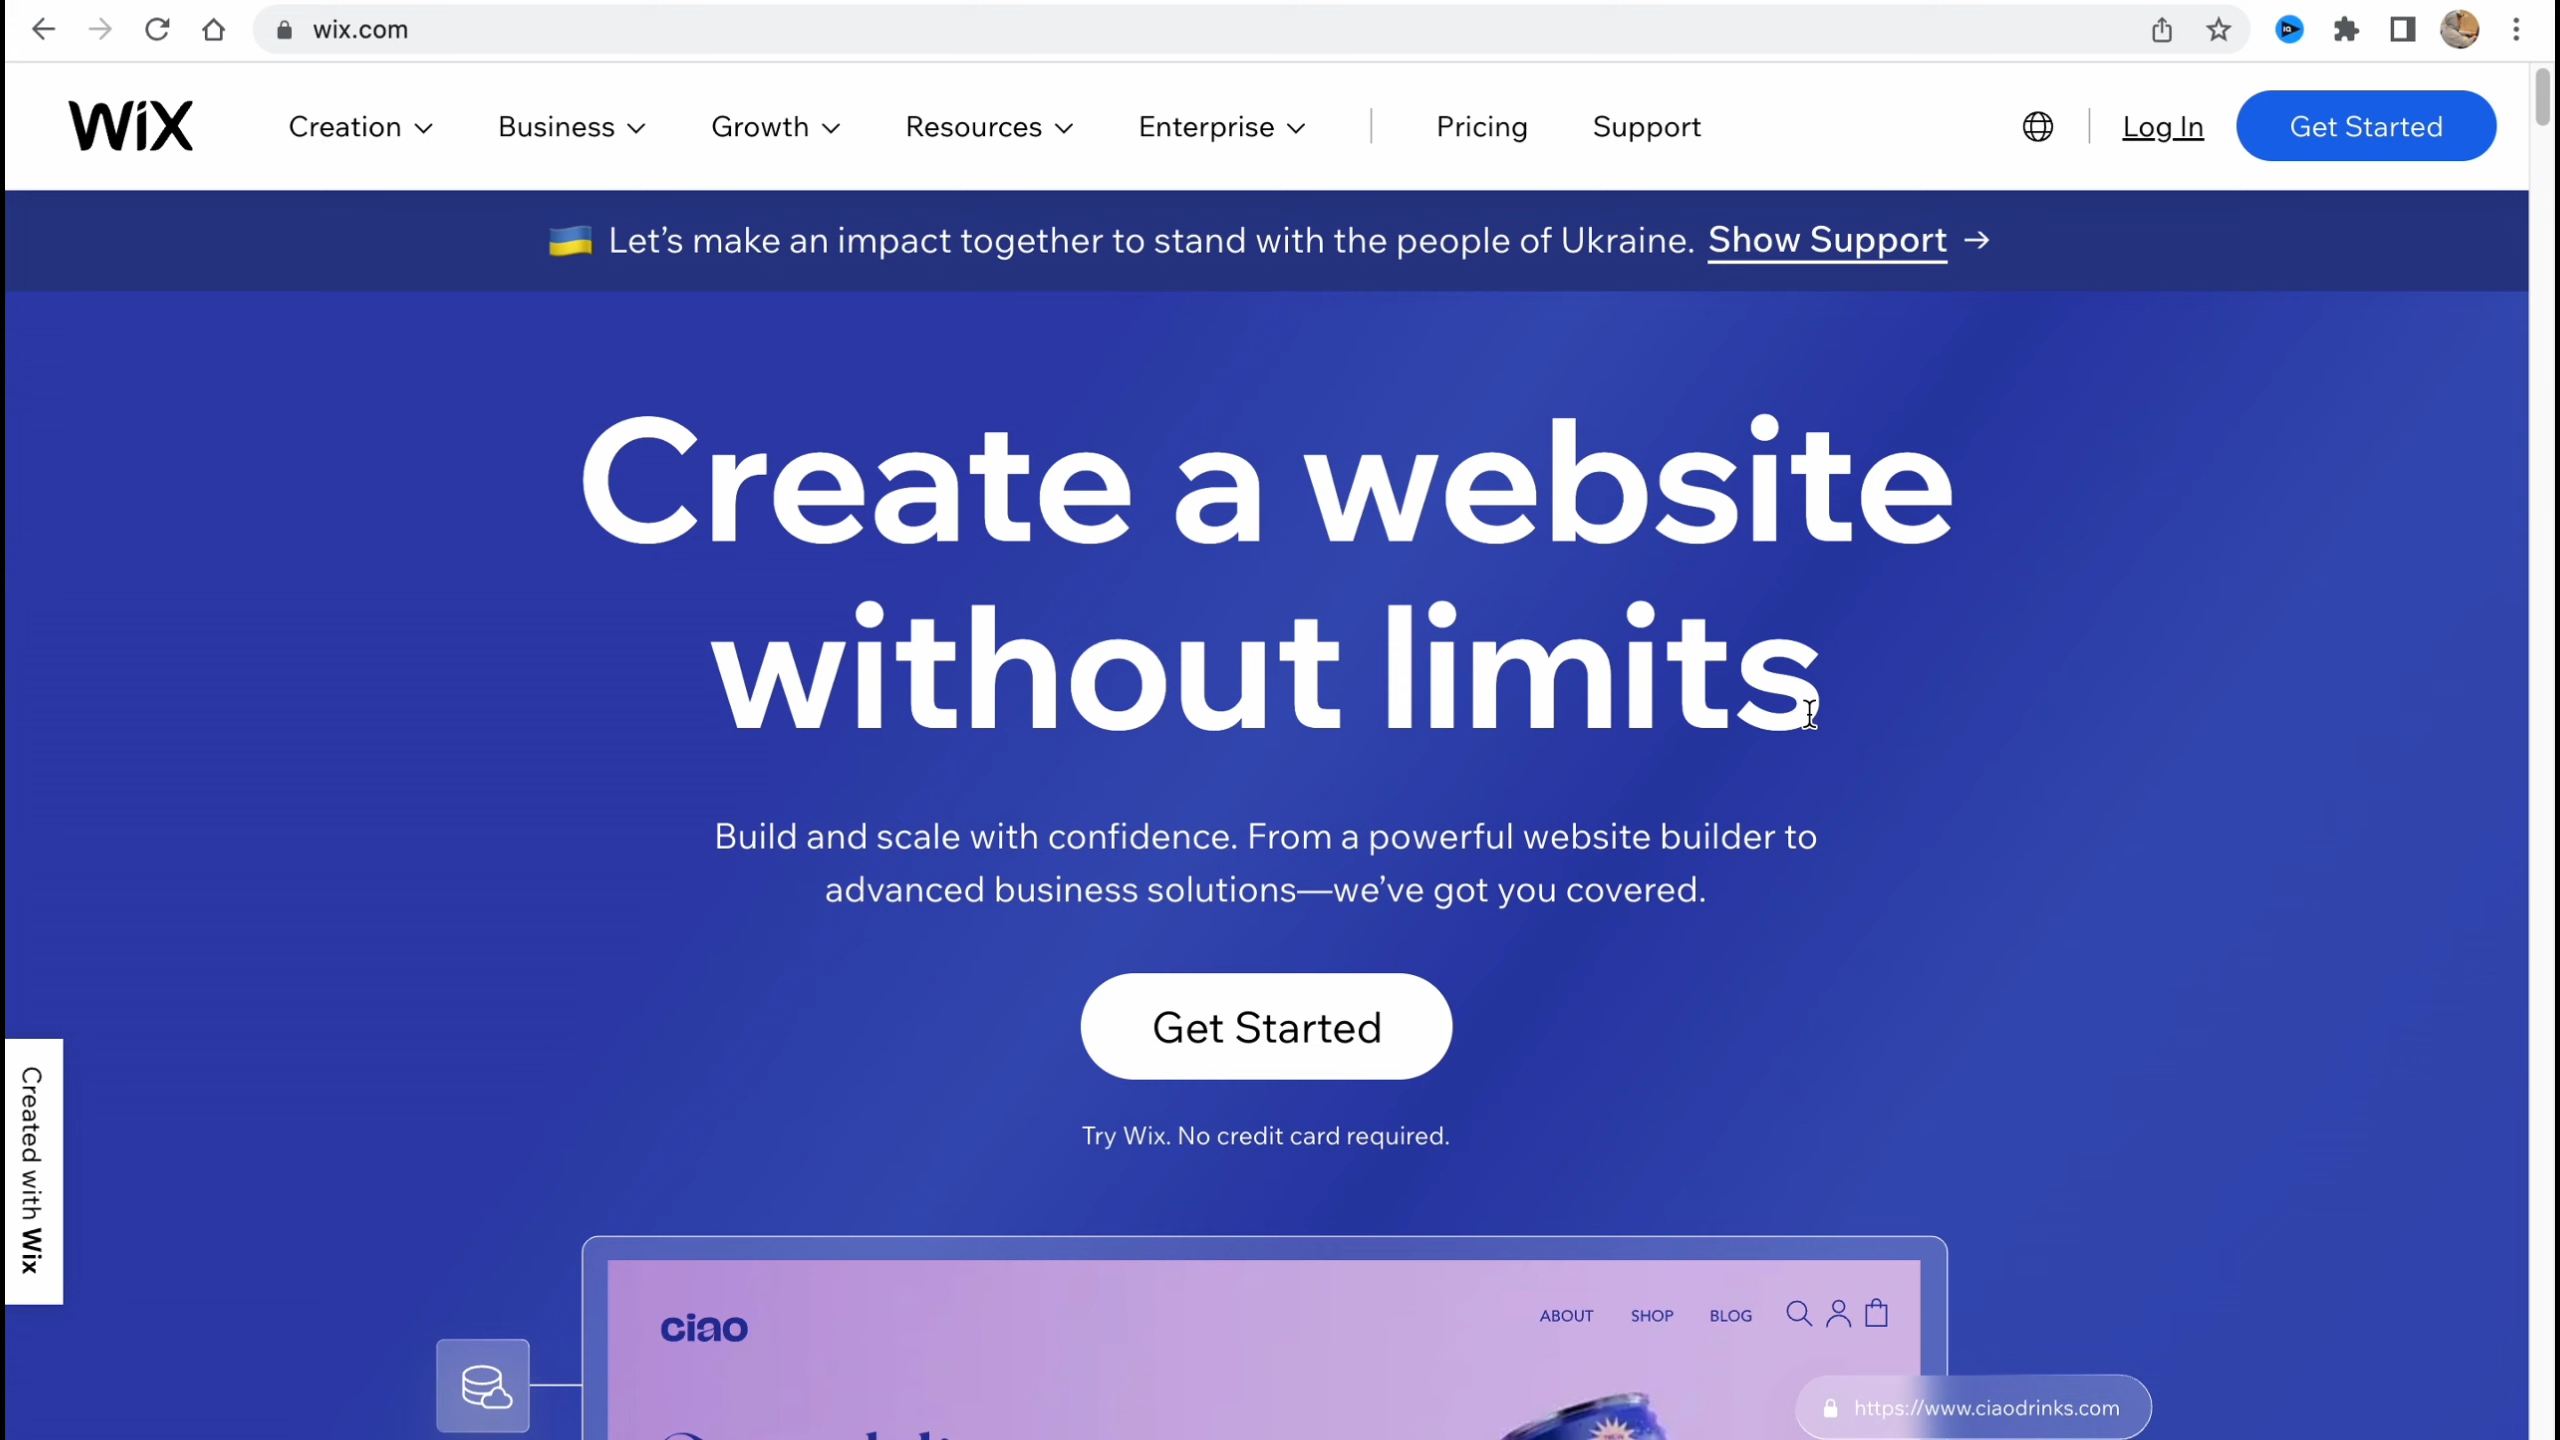 wix.com
WiX
Creation
Business
Growth
Resources
Enterprise
Pricing
Support
Log In
Get Started
Let’s make an impact together to stand with the people of Ukraine. Show Support →
Create a website
without limits
Build and scale with confidence. From a powerful website builder to
advanced business solutions—we’ve got you covered.
Get Started
Try Wix. No credit card required.
Created with Wix
ciao
ABOUT
SHOP
BLOG
https://www.ciaodrinks.com